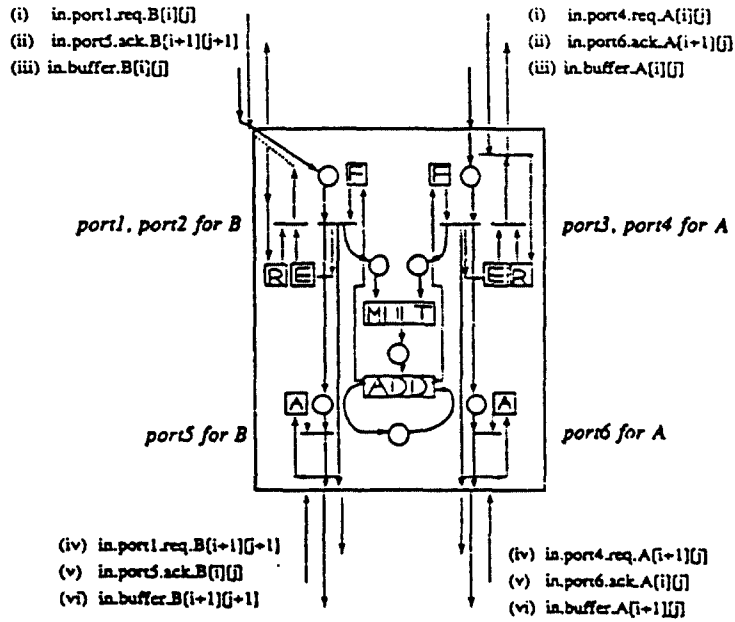 (i) in.port1.req.B[i][j]
(ii) in.port5.ack.B[i+1][j+1]
(iii) in.buffer.B[i][j]
(i) in.port4.req.A[i][j]
(ii) in.port6.ack.A[i+1][j]
(iii) in.buffer.A[i][j]
F
F
port1, port2 for B
port3, port4 for A
R E
E R
MULT
ADD
A
A
port5 for B
port6 for A
(iv) in.port1.req.B[i+1][j+1]
(v) in.port5.ack.B[i][j]
(vi) in.buffer.B[i+1][j+1]
(iv) in.port4.req.A[i+1][j]
(v) in.port6.ack.A[i][j]
(vi) in.buffer.A[i+1][j]